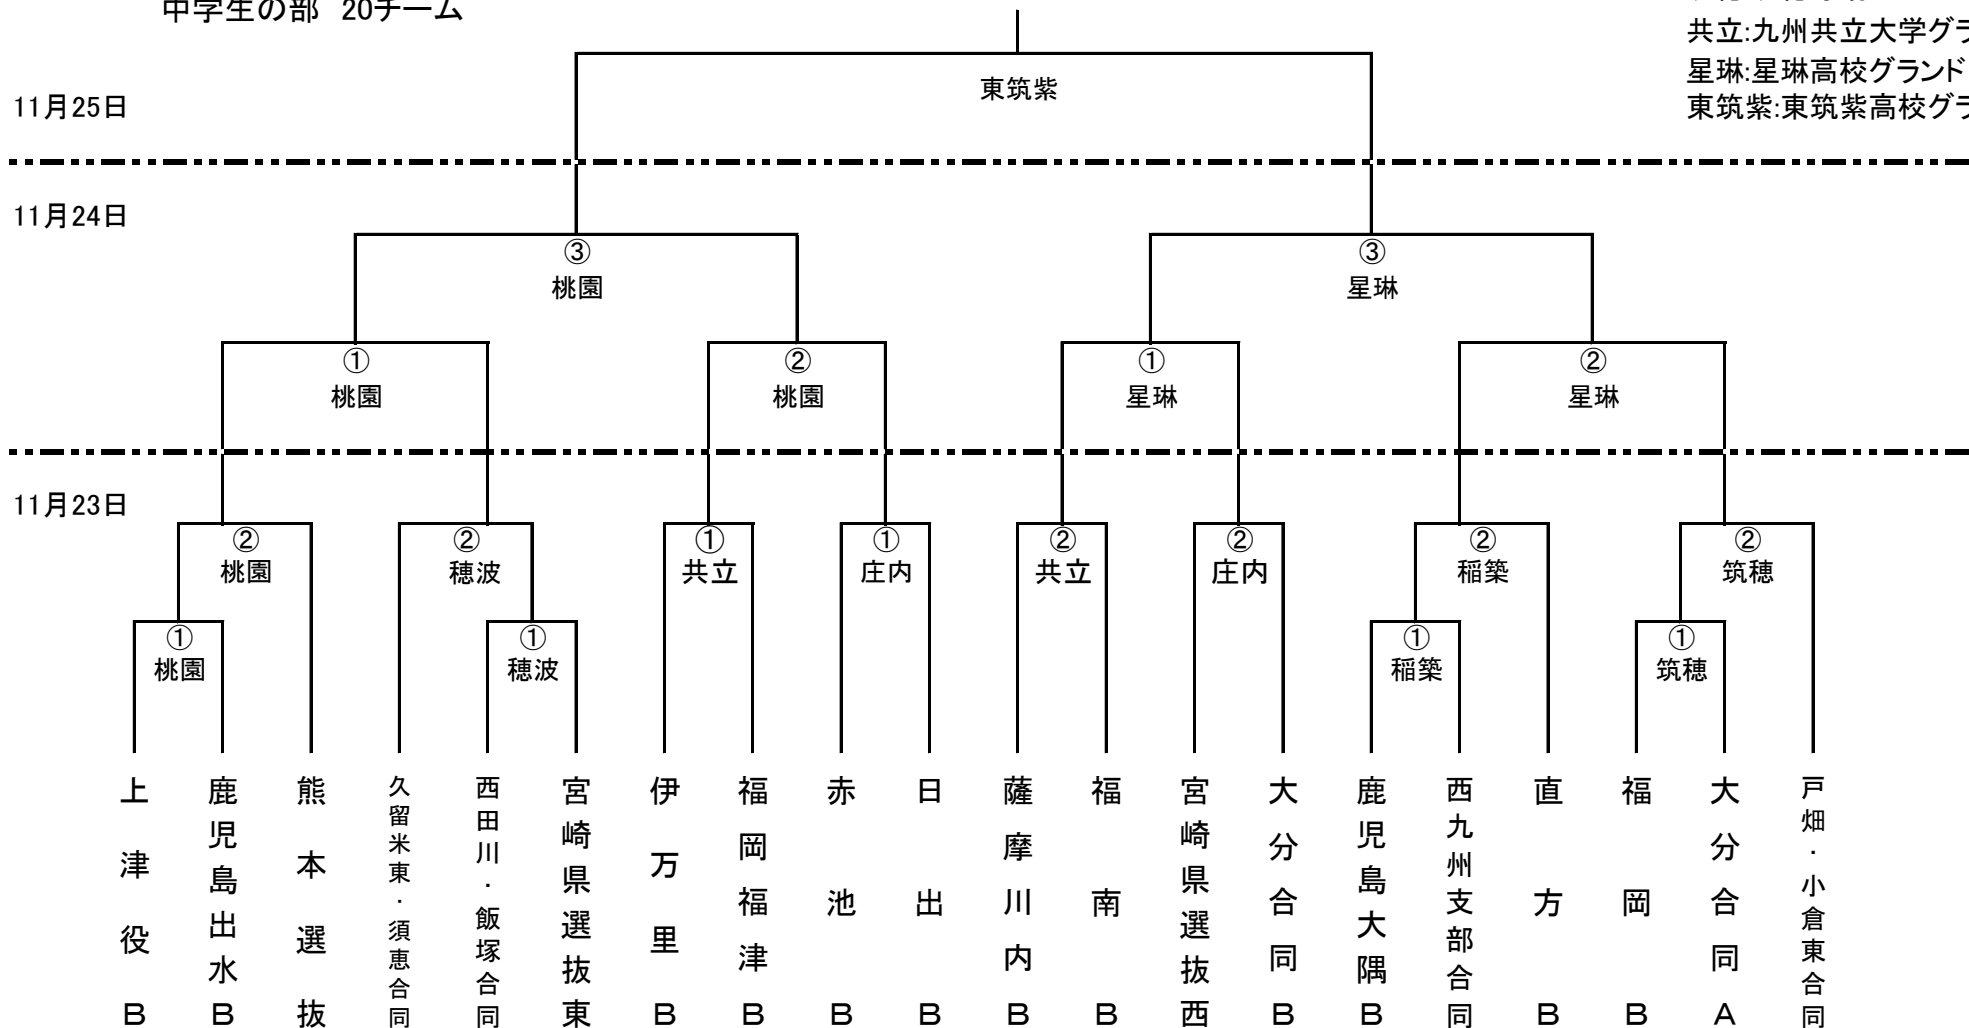 中学生の部 20チーム
共立:九州共立大学グラ
星琳:星琳高校グランド
東筑紫:東筑紫高校グラ
東筑紫
11月25日
11月24日
③ ③
桃園 星琳
① ② ① ②
桃園 桃園 星琳 星琳
11月23日
② ② ① ① ② ② ② ②
桃園 穂波 共立 庄内 共立 庄内 稲築 筑穂
① ① ① ①
桃園 穂波 稲築 筑穂
上津役B
鹿児島出水B
熊本選抜
久留米東・須恵合同
西田川・飯塚合同
宮崎県選抜東
伊万里B
福岡福津B
赤池B
日出B
薩摩川内B
福南B
宮崎県選抜西
大分合同B
鹿児島大隅B
西九州支部合同
直方B
福岡B
大分合同A
戸畑・小倉東合同